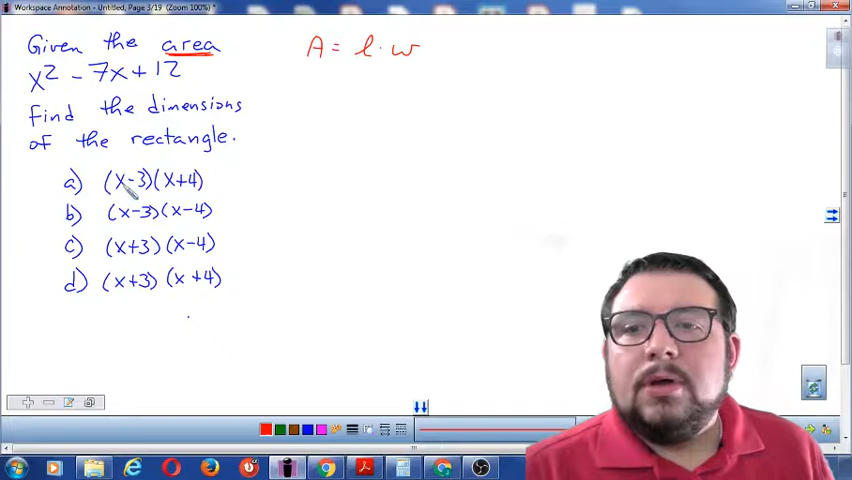 Workspace Annotation - Untitled, Page 3/19 (Zoom 100%) *
Given the area
x² - 7x + 12
Find the dimensions
of the rectangle.
a) (x-3)(x+4)
b) (x-3)(x-4)
c) (x+3)(x-4)
d) (x+3)(x+4)
A = l · w